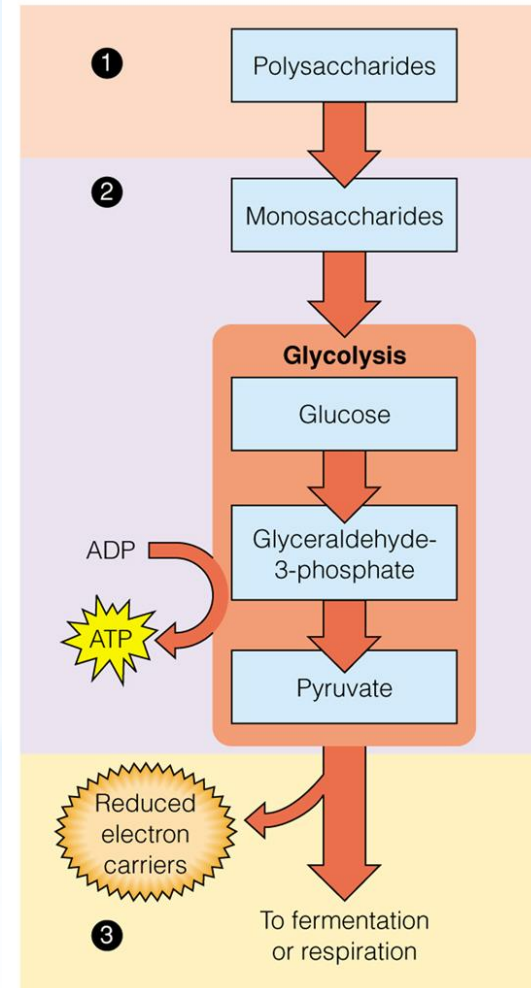 1
Polysaccharides
2
Monosaccharides
Glycolysis
Glucose
Glyceraldehyde-
3-phosphate
ADP
ATP
Pyruvate
Reduced
electron
carriers
3
To fermentation
or respiration